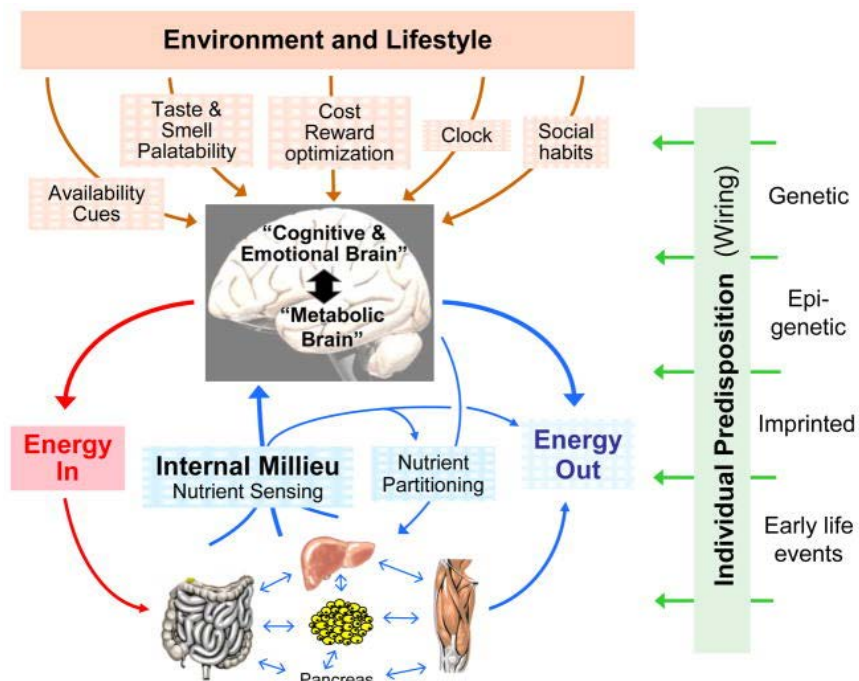 Environment and Lifestyle
Taste &
Smell
Palatability
Cost
Reward
optimization
Clock
Social
habits
Availability
Cues
“Cognitive &
Emotional Brain”
“Metabolic
Brain”
Energy
In
Internal Millieu
Nutrient Sensing
Nutrient
Partitioning
Energy
Out
Pancreas
Individual Predisposition (Wiring)
Genetic
Epi-
genetic
Imprinted
Early life
events